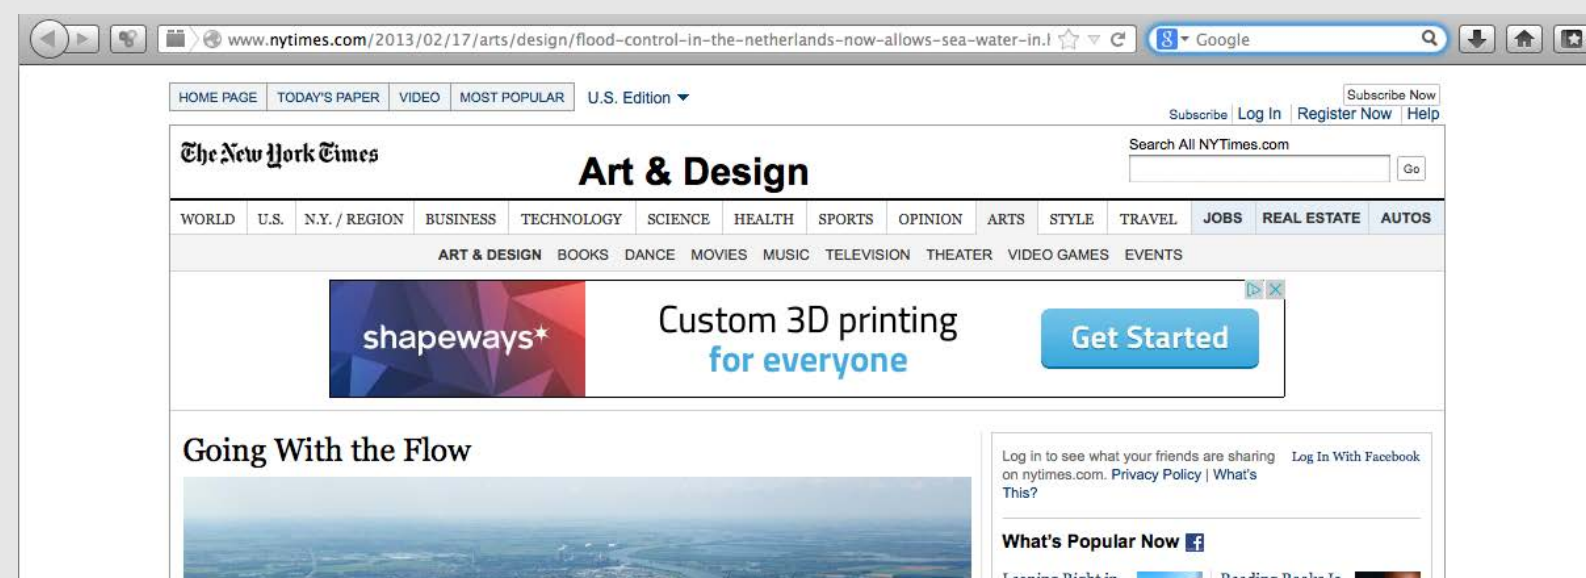 www.nytimes.com/2013/02/17/arts/design/flood-control-in-the-netherlands-now-allows-sea-water-in.h
Google
HOME PAGE TODAY'S PAPER VIDEO MOST POPULAR U.S. Edition
Subscribe Now
Subscribe Log In Register Now Help
The New York Times
Art & Design
Search All NYTimes.com
Go
WORLD U.S. N.Y. / REGION BUSINESS TECHNOLOGY SCIENCE HEALTH SPORTS OPINION ARTS STYLE TRAVEL JOBS REAL ESTATE AUTOS
ART & DESIGN BOOKS DANCE MOVIES MUSIC TELEVISION THEATER VIDEO GAMES EVENTS
shapeways*
Custom 3D printing
for everyone
Get Started
Going With the Flow
Log in to see what your friends are sharing
on nytimes.com. Privacy Policy | What's
This?
Log In With Facebook
What's Popular Now